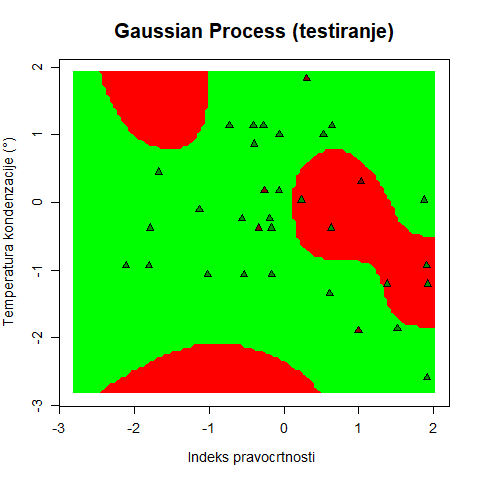 Gaussian Process (testiranje)
Temperatura kondenzacije (°)
2
1
0
-1
-2
-3
-3 -2 -1 0 1 2
Indeks pravocrtnosti